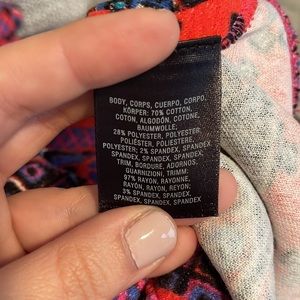 BODY, CORPS, CUERPO, CORPO,
KÖRPER: 70% COTTON,
COTON, ALGODÓN, COTONE,
BAUMWOLLE;
28% POLYESTER, POLYESTER,
POLIÉSTER, POLIESTERE,
POLYESTER; 2% SPANDEX, SPANDEX,
SPANDEX, SPANDEX, SPANDEX
TRIM, BORDURE, ADORNOS,
GUARNIZIONI, TRIMM:
97% RAYON, RAYONNE,
RAYÓN, RAYON, REYON;
3% SPANDEX, SPANDEX,
SPANDEX, SPANDEX, SPANDEX